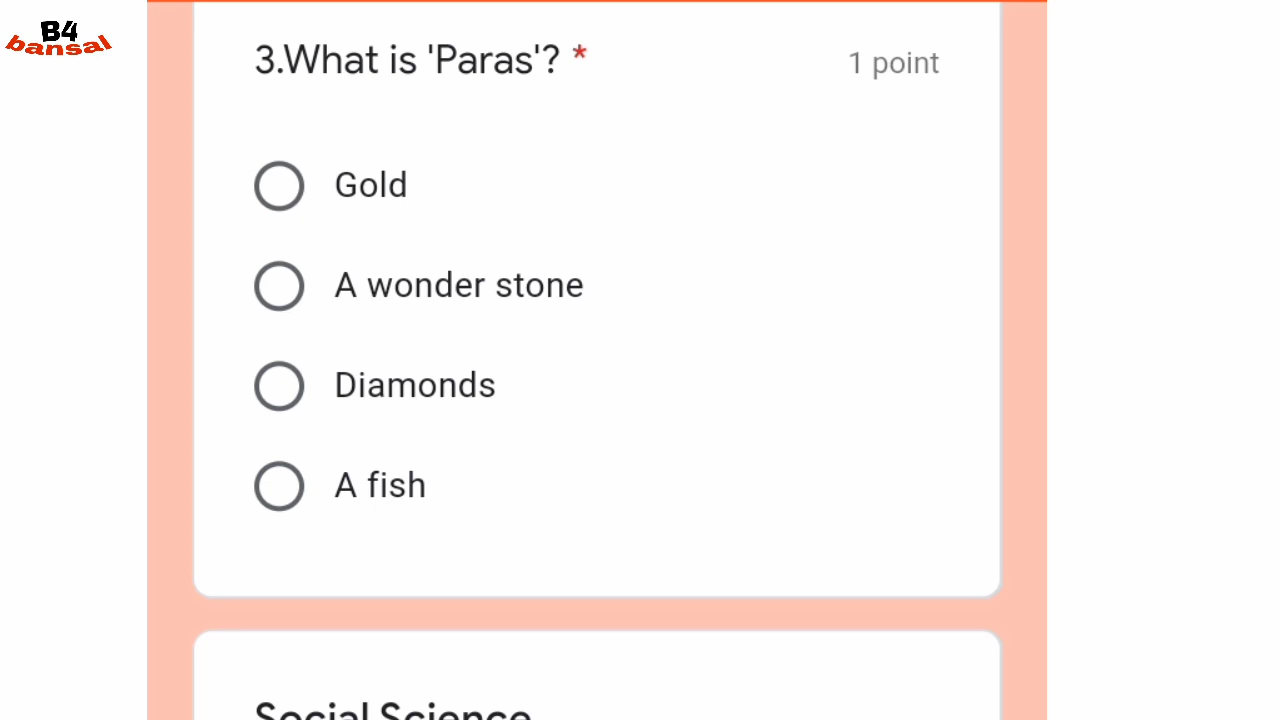 B4
bansal
3.What is 'Paras'? *
1 point
Gold
A wonder stone
Diamonds
A fish
Social Science